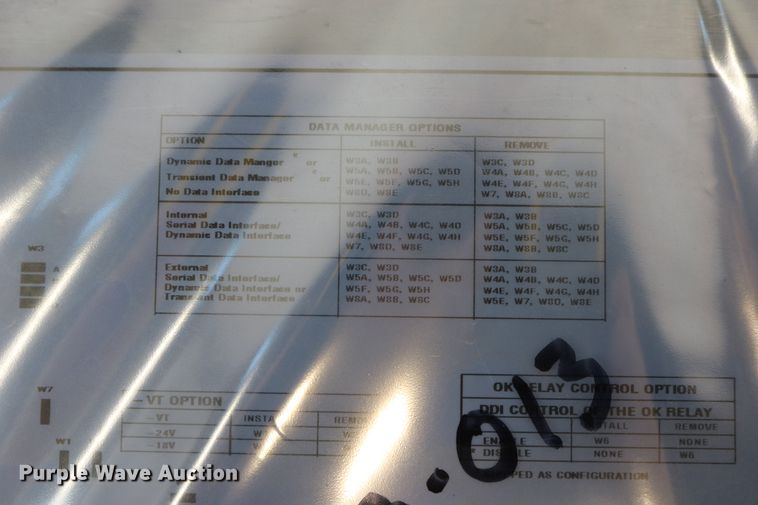 DATA MANAGER OPTIONS
OPTION INSTALL REMOVE
Dynamic Data Mangor * or W3A, W3B W3C, W3D
Transient Data Manager * or W5A, W5B, W5C, W5D W4A, W4B, W4C, W4D
No Data Interface W5E, W5F, W5G, W5H W4E, W4F, W4G, W4H
W8D, W8E W7, W8A, W8B, W8C
Internal W3C, W3D W3A, W3B
Serial Data Interface/ W4A, W4B, W4C, W4D W5A, W5B, W5C, W5D
Dynamic Data Interface W4E, W4F, W4G, W4H W5E, W5F, W5G, W5H
W7, W8D, W8E W8A, W8B, W8C
External W3C, W3D W3A, W3B
Serial Data Interface/ W5A, W5B, W5C, W5D W4A, W4B, W4C, W4D
Dynamic Data Interface or W5F, W5G, W5H W4E, W4F, W4G, W4H
Transient Data Interface W8A, W8B, W8C W5E, W7, W8D, W8E
W3
A
W7
W1
-VT OPTION
-VT
-24V
-18V
OK RELAY CONTROL OPTION
DDI CONTROL OF THE OK RELAY
REMOVE
ENABLE W6 NONE
* DISABLE NONE W6
AS CONFIGURATION
.013
Purple Wave Auction